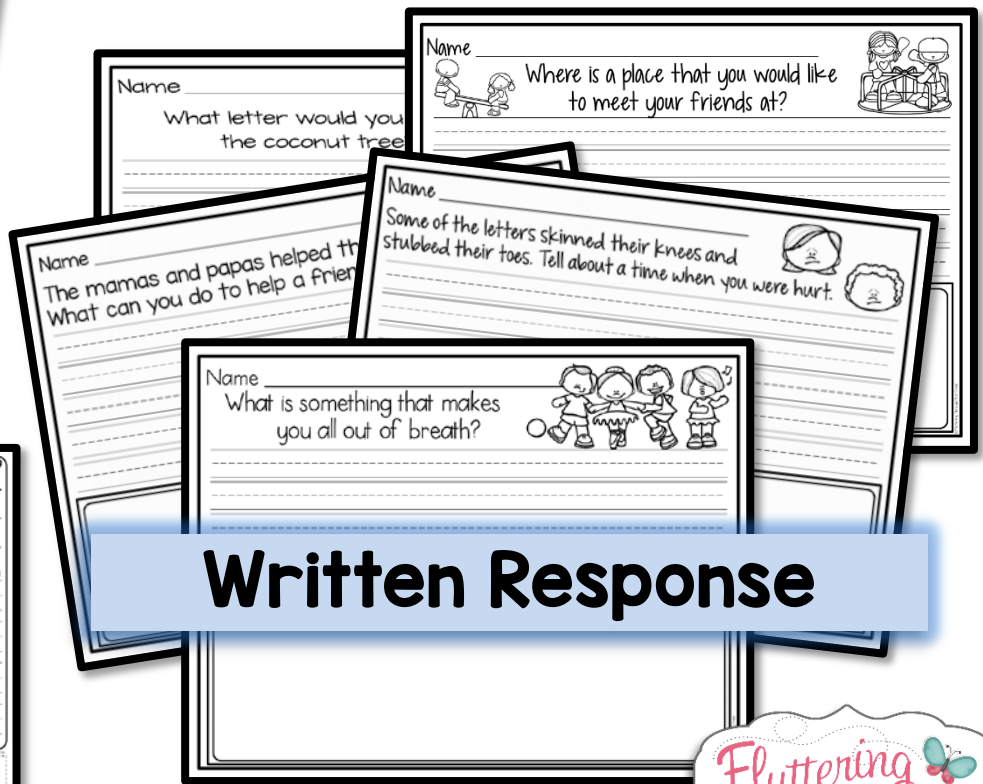 Name
Where is a place that you would like
to meet your friends at?
Name
What letter would you
the coconut tree
Name
Some of the letters skinned their knees and
stubbed their toes. Tell about a time when you were hurt.
Name
The mamas and papas helped th
What can you do to help a frien
Name
What is something that makes
you all out of breath?
Written Response
Fluttering